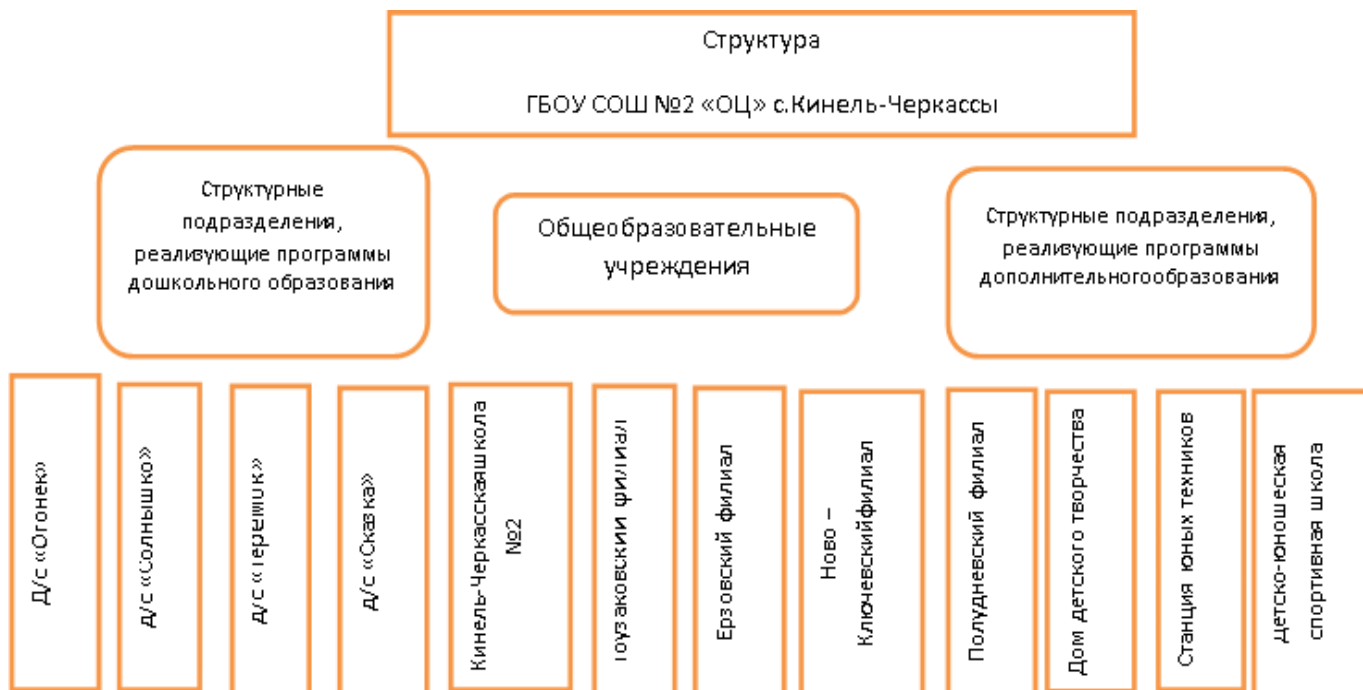 Структура
ГБОУ СОШ №2 «ОЦ» с.Кинель-Черкассы
Структурные
подразделения,
реализующие программы
дошкольного образования
Общеобразовательные
учреждения
Структурные подразделения,
реализующие программы
дополнительногообразования
Д/с «Огонек»
д/с «Солнышко»
д/с «Теремок»
д/с «Сказка»
Кинель-Черкасскаяшкола
№2
филиал
Ерзовский филиал
Ново –
Ключевскийфилиал
Полудневский филиал
Дом детского творчества
Станция юных техников
Детско-юношеская
спортивная школа